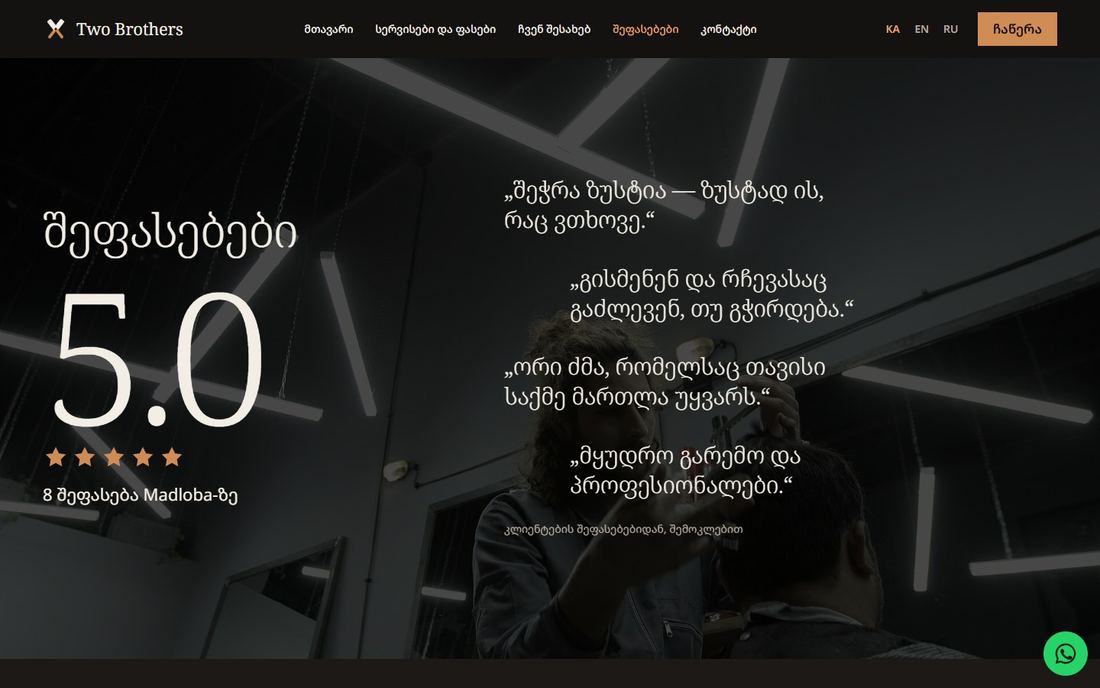 Two Brothers
მთავარი
სერვისები და ფასები
ჩვენ შესახებ
შეფასებები
კონტაქტი
KA
EN
RU
ჩაწერა
შეფასებები
5.0
8 შეფასება Madloba-ზე
„შეჭრა ზუსტია — ზუსტად ის,
რაც ვთხოვე.“
„გისმენენ და რჩევასაც
გაძლევენ, თუ გჭირდება.“
„ორი ძმა, რომელსაც თავისი
საქმე მართლა უყვარს.“
„მყუდრო გარემო და
პროფესიონალები.“
კლიენტების შეფასებებიდან, შემოკლებით